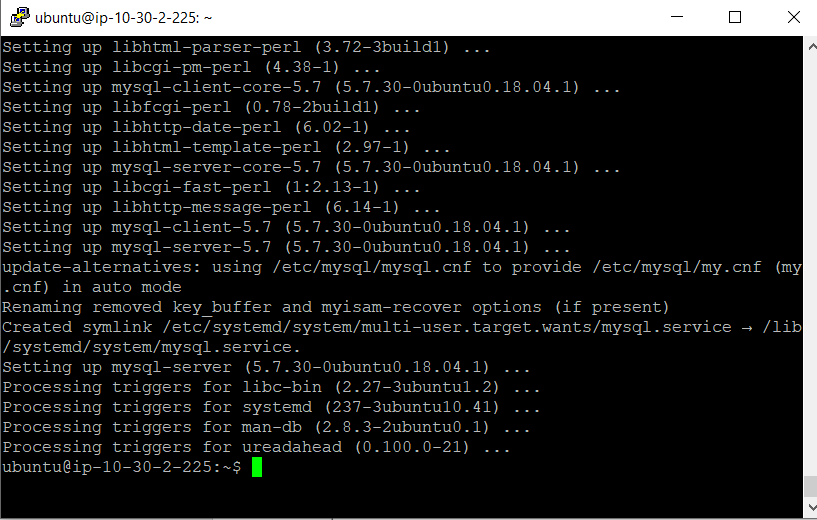 ubuntu@ip-10-30-2-225: ~
Setting up libhtml-parser-perl (3.72-3build1) ...
Setting up libcgi-pm-perl (4.38-1) ...
Setting up mysql-client-core-5.7 (5.7.30-0ubuntu0.18.04.1) ...
Setting up libfcgi-perl (0.78-2build1) ...
Setting up libhttp-date-perl (6.02-1) ...
Setting up libhtml-template-perl (2.97-1) ...
Setting up mysql-server-core-5.7 (5.7.30-0ubuntu0.18.04.1) ...
Setting up libcgi-fast-perl (1:2.13-1) ...
Setting up libhttp-message-perl (6.14-1) ...
Setting up mysql-client-5.7 (5.7.30-0ubuntu0.18.04.1) ...
Setting up mysql-server-5.7 (5.7.30-0ubuntu0.18.04.1) ...
update-alternatives: using /etc/mysql/mysql.cnf to provide /etc/mysql/my.cnf (my
.cnf) in auto mode
Renaming removed key_buffer and myisam-recover options (if present)
Created symlink /etc/systemd/system/multi-user.target.wants/mysql.service → /lib
/systemd/system/mysql.service.
Setting up mysql-server (5.7.30-0ubuntu0.18.04.1) ...
Processing triggers for libc-bin (2.27-3ubuntu1.2) ...
Processing triggers for systemd (237-3ubuntu10.41) ...
Processing triggers for man-db (2.8.3-2ubuntu0.1) ...
Processing triggers for ureadahead (0.100.0-21) ...
ubuntu@ip-10-30-2-225:~$